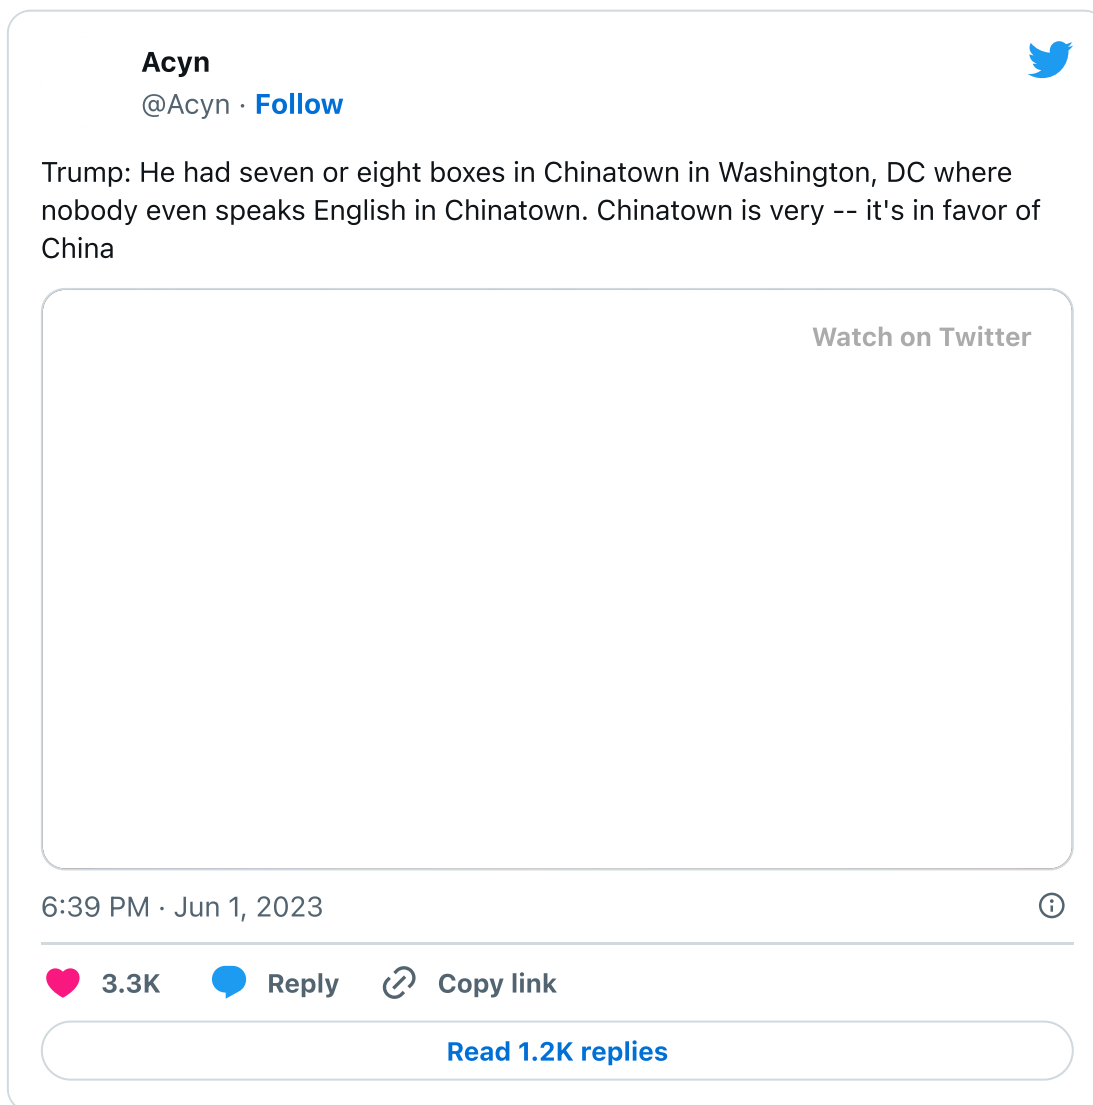 Acyn
@Acyn · Follow
Trump: He had seven or eight boxes in Chinatown in Washington, DC where
nobody even speaks English in Chinatown. Chinatown is very -- it's in favor of
China
Watch on Twitter
6:39 PM · Jun 1, 2023
3.3K Reply Copy link
Read 1.2K replies